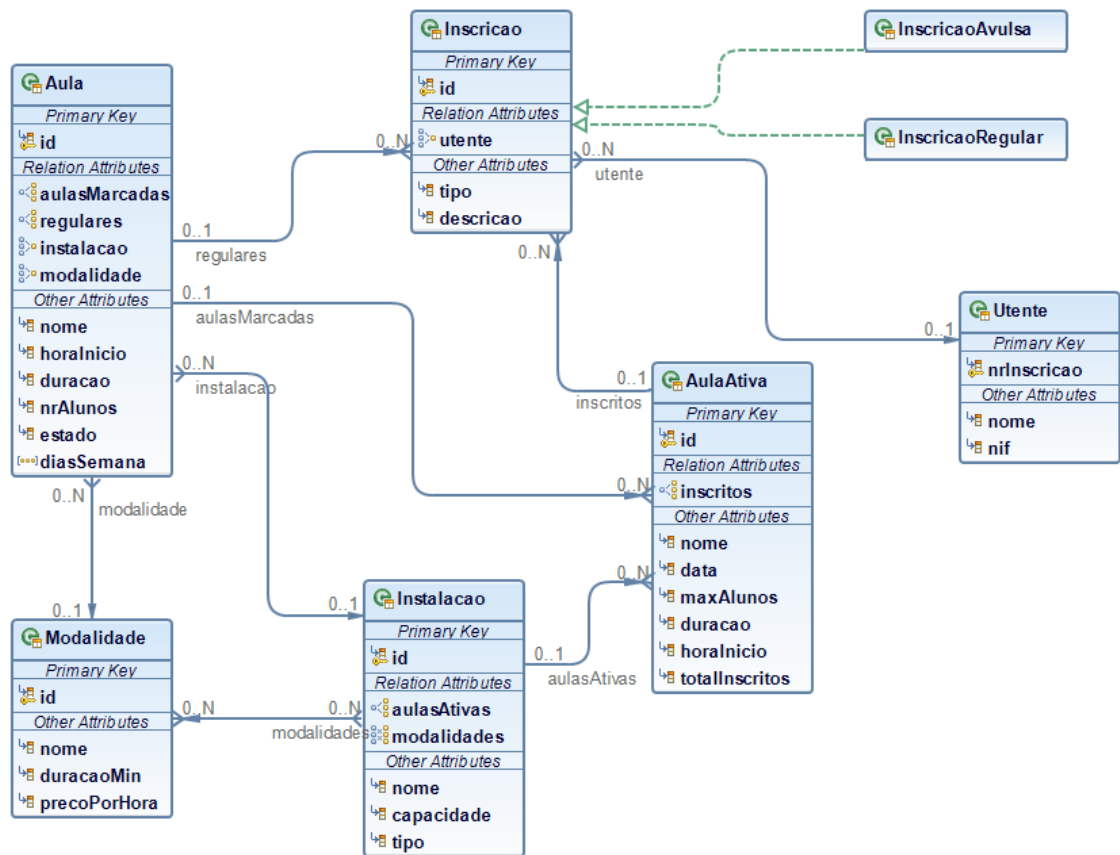 Inscricao
Primary Key
id
Relation Attributes
utente
Other Attributes
tipo
descricao
InscricaoAvulsa
InscricaoRegular
Aula
Primary Key
id
Relation Attributes
aulasMarcadas
regulares
instalacao
modalidade
Other Attributes
nome
horaInicio
duracao
nrAlunos
estado
diasSemana
0..N
0..1
regulares
0..1
aulasMarcadas
0..N
instalacao
0..N
utente
0..N
0..1
Utente
Primary Key
nrInscricao
Other Attributes
nome
nif
0..1
inscritos
AulaAtiva
Primary Key
id
Relation Attributes
inscritos
Other Attributes
nome
data
maxAlunos
duracao
horaInicio
totalInscritos
0..N
0..N
0..N
modalidade
0..1
0..1
Modalidade
Primary Key
id
Other Attributes
nome
duracaoMin
precoPorHora
0..N
0..N
modalidades
Instalacao
Primary Key
id
Relation Attributes
aulasAtivas
modalidades
Other Attributes
nome
capacidade
tipo
0..1
aulasAtivas